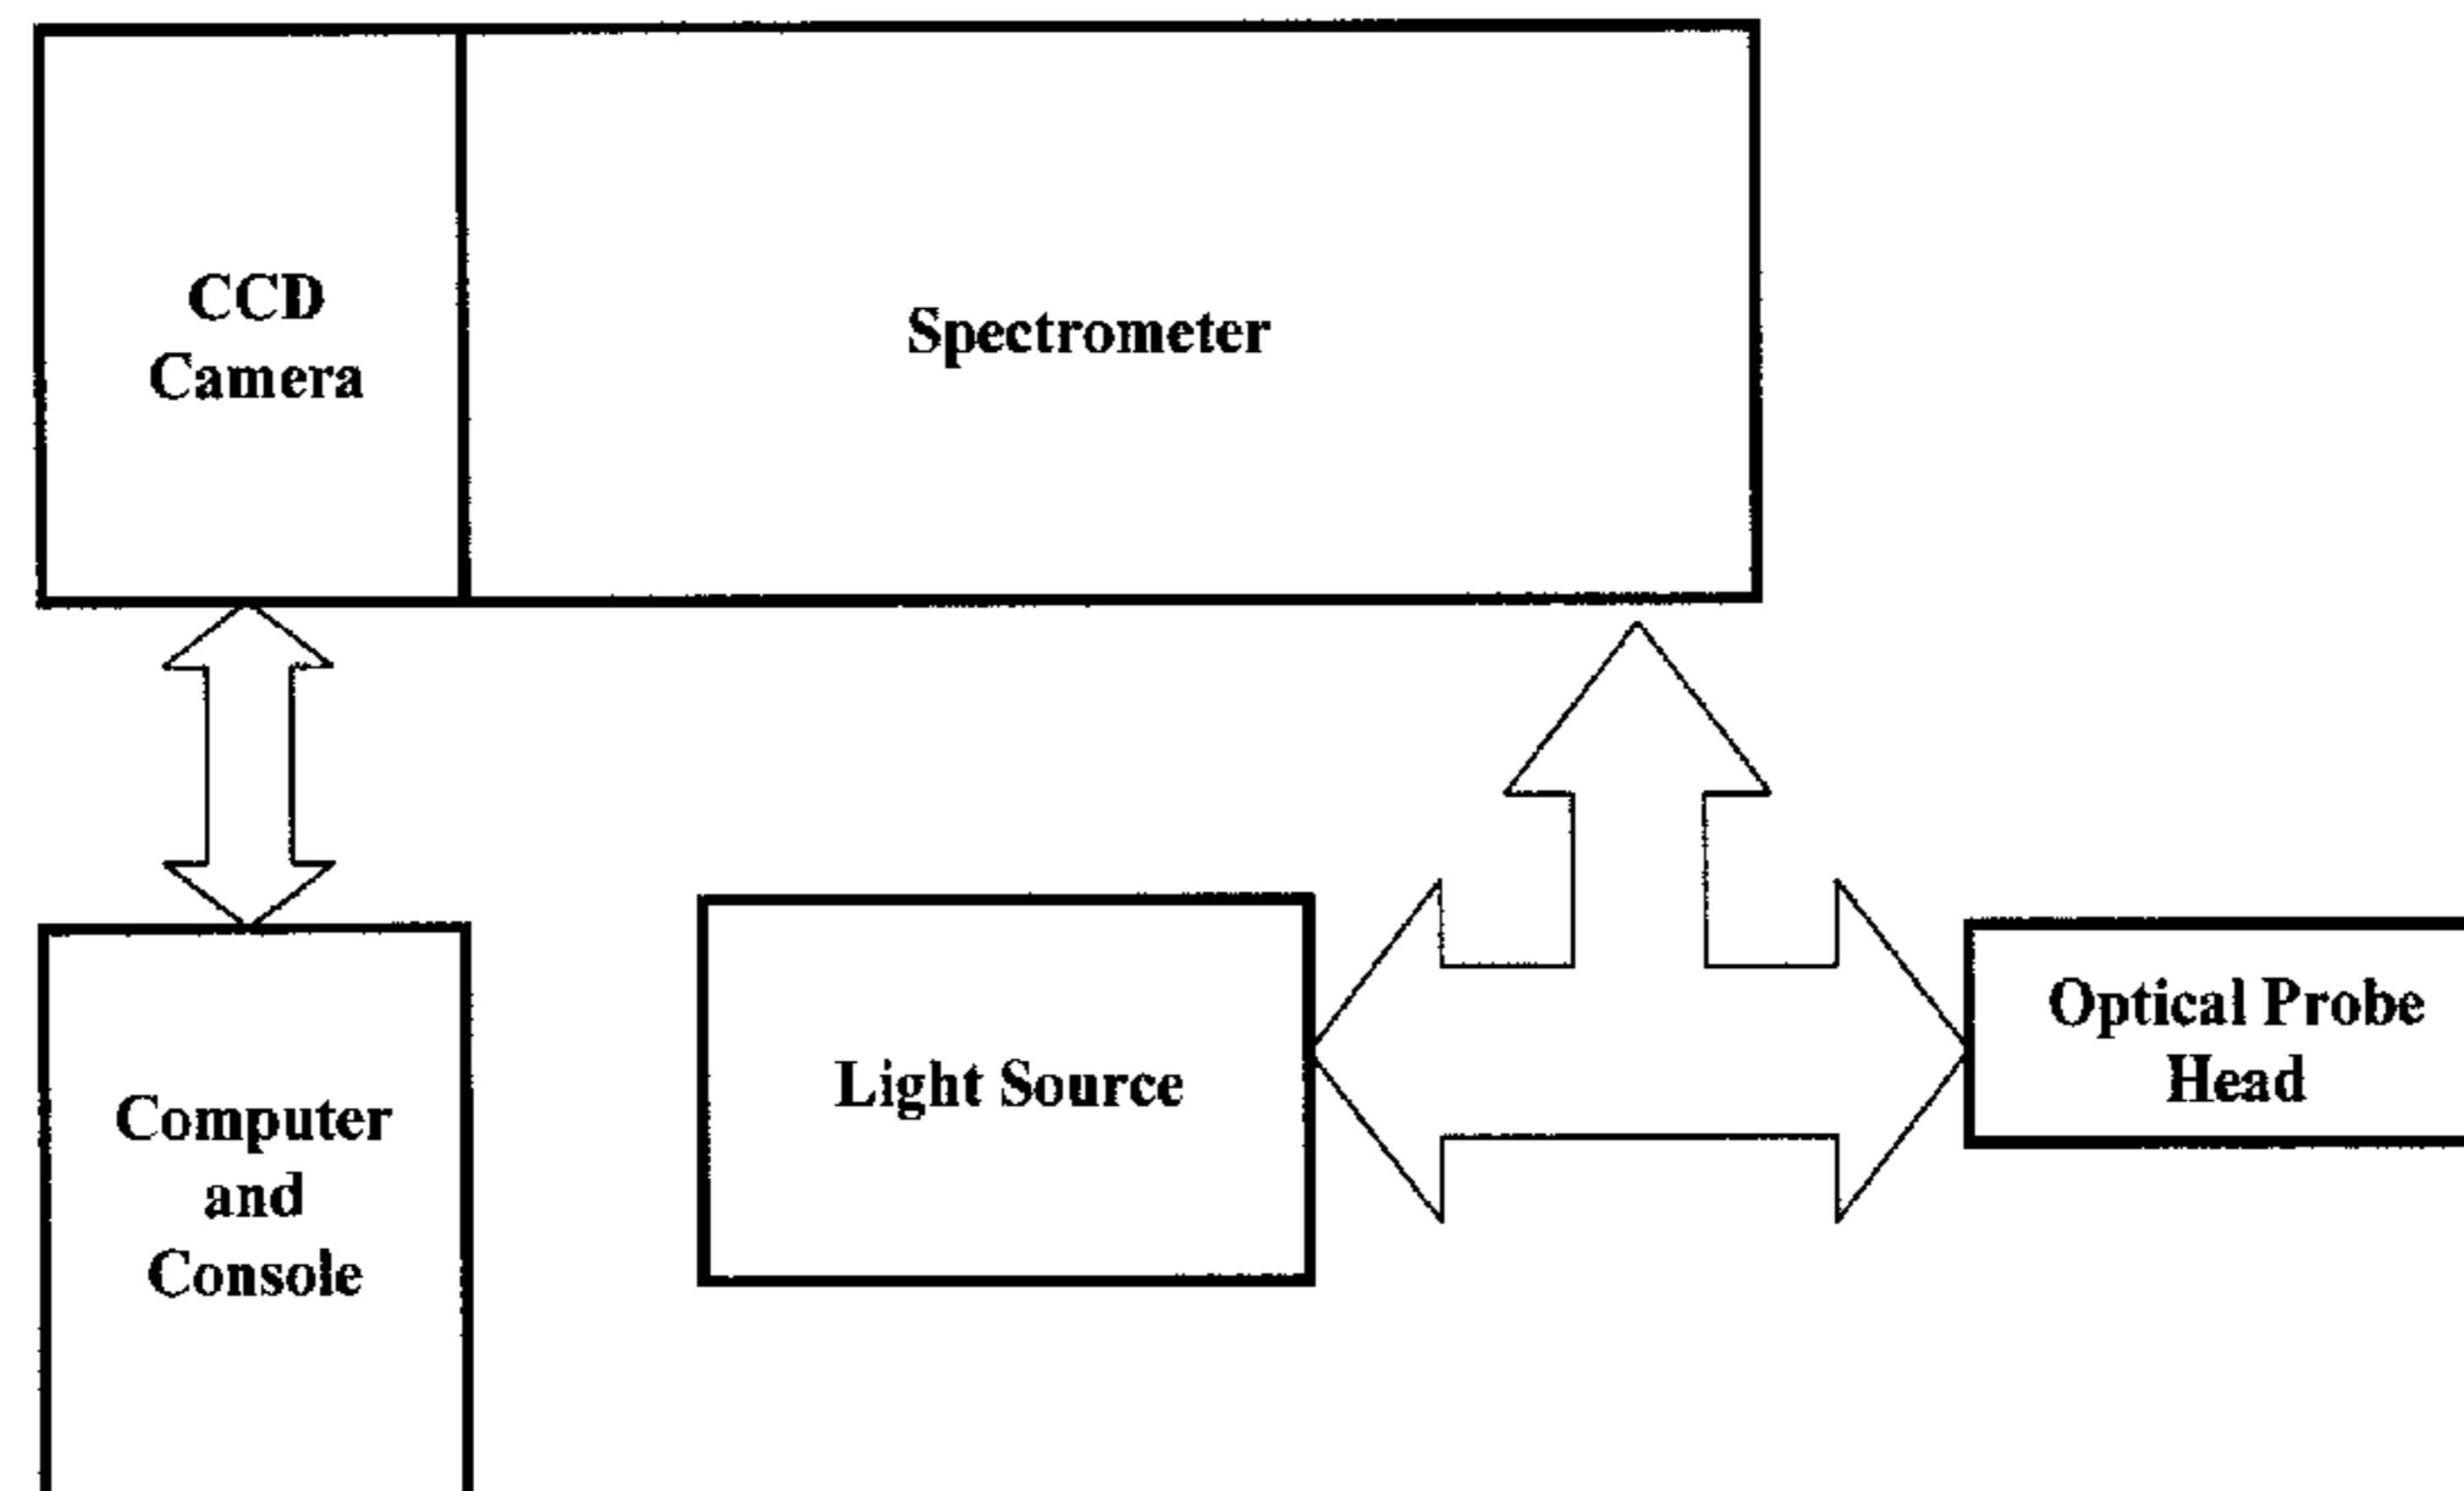 CCD
Camera
Spectrometer
Light Source
Optical Probe
Head
Computer
and
Console